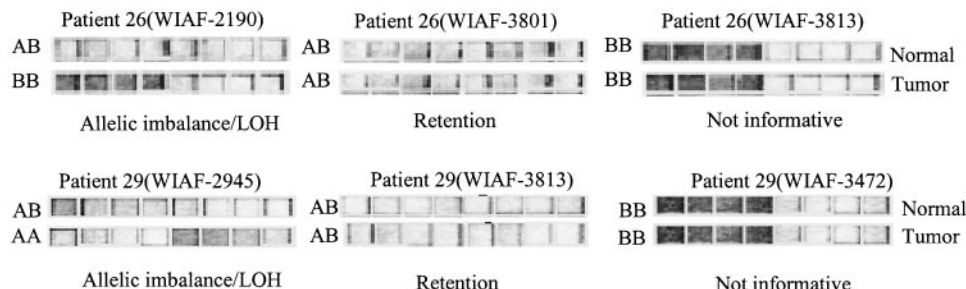 Patient 26(WIAF-2190) Patient 26(WIAF-3801) Patient 26(WIAF-3813)
AB AB BB Normal
BB AB BB Tumor
Allelic imbalance/LOH Retention Not informative
Patient 29(WIAF-2945) Patient 29(WIAF-3813) Patient 29(WIAF-3472)
AB AB BB Normal
AA AB BB Tumor
Allelic imbalance/LOH Retention Not informative